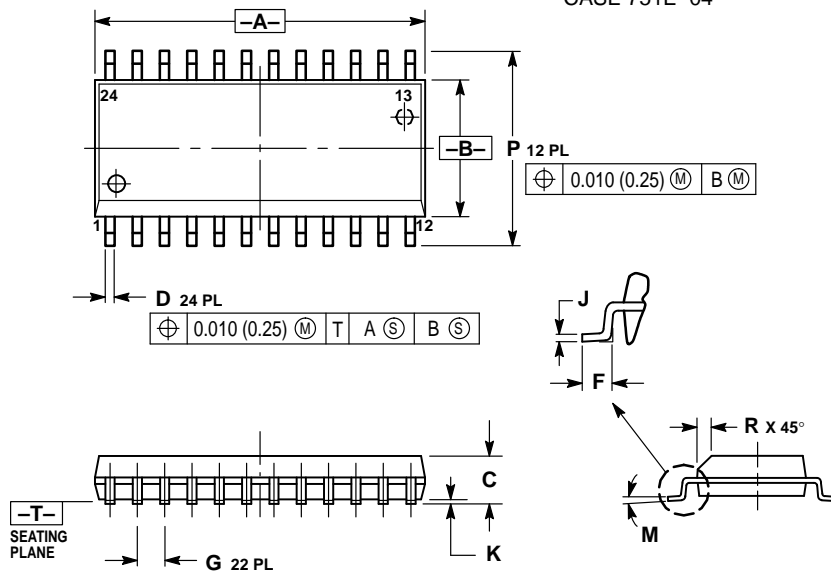 CASE 751E–04
–A–
24 13
–B– P 12 PL
⌖ 0.010 (0.25) Ⓜ B Ⓜ
1 12
D 24 PL
⌖ 0.010 (0.25) Ⓜ T A Ⓢ B Ⓢ
J
F
R X 45°
C
–T–
SEATING
PLANE
M
K
G 22 PL